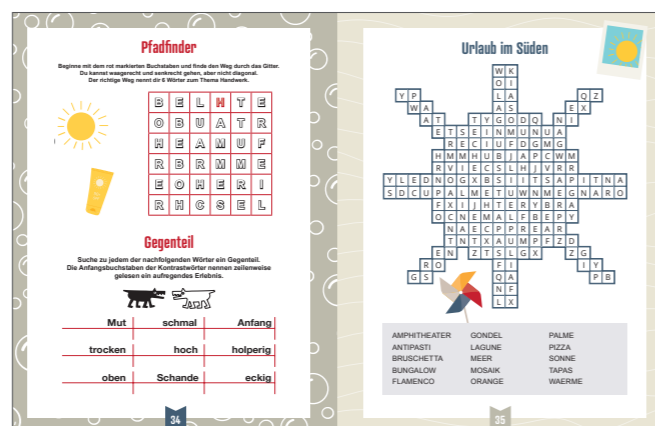 Pfadfinder
Beginne mit dem rot markierten Buchstaben und finde den Weg durch das Gitter.
Du kannst waagerecht und senkrecht gehen, aber nicht diagonal.
Der richtige Weg nennt dir 6 Wörter zum Thema Handwerk.
B E L H T E
O B U A T R
H E A M U F
R B R M M E
E O H E R I
R H C S E L
Gegenteil
Suche zu jedem der nachfolgenden Wörter ein Gegenteil.
Die Anfangsbuchstaben der Kontrastwörter nennen zeilenweise
gelesen ein aufregendes Erlebnis.
Mut schmal Anfang
trocken hoch holperig
oben Schande eckig
34
Urlaub im Süden
W K
O I
Y P L A Q Z
W A A S E X
A T T Y G O D Q N I
E T S E I N M U N U A
R E C I U F D G M G
H M M H U B J A P C W M
R V I E C S L H J V R R
Y L E D N O G X B S I I T S A P I T N A
S D C U P A L M E T U W N M E G N A R O
F X I J H T E R Y B R A
O C N E M A L F B E P Y
N A E C P P R E A R
T N T X A U M P F Z D
E N Z T S L G X Z G
R O F I I Y
G S Q A P B
N F
L X
AMPHITHEATER GONDEL PALME
ANTIPASTI LAGUNE PIZZA
BRUSCHETTA MEER SONNE
BUNGALOW MOSAIK TAPAS
FLAMENCO ORANGE WAERME
35